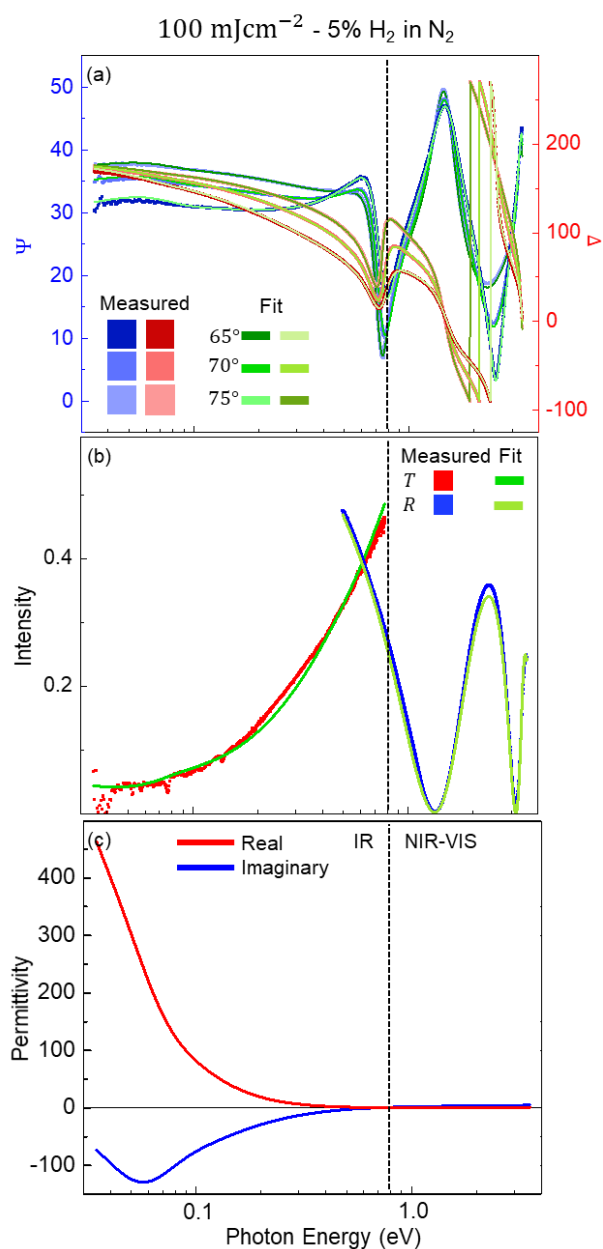 100 mJcm⁻² - 5% H₂ in N₂
(a)
50
40
30
20
10
0
Ψ
200
100
0
-100
Δ
Measured Fit
65°
70°
75°
(b)
Measured Fit
T
R
0.4
0.2
Intensity
(c)
Real
Imaginary
IR NIR-VIS
400
300
200
100
0
-100
Permittivity
0.1 1.0
Photon Energy (eV)